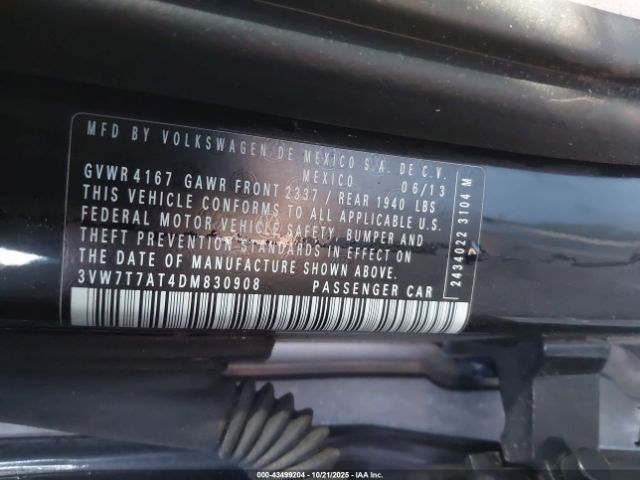 MFD BY VOLKSWAGEN DE MEXICO S.A. DE C.V.
MEXICO 06/13
GVWR 4167 GAWR FRONT 2337 / REAR 1940 LBS
THIS VEHICLE CONFORMS TO ALL APPLICABLE U.S.
FEDERAL MOTOR VEHICLE SAFETY, BUMPER AND
THEFT PREVENTION STANDARDS IN EFFECT ON
THE DATE OF MANUFACTURE SHOWN ABOVE.
3VW7T7AT4DM830908 PASSENGER CAR
2434022 3104 M
000-43499204 | 10/21/2025 | IAA Inc.